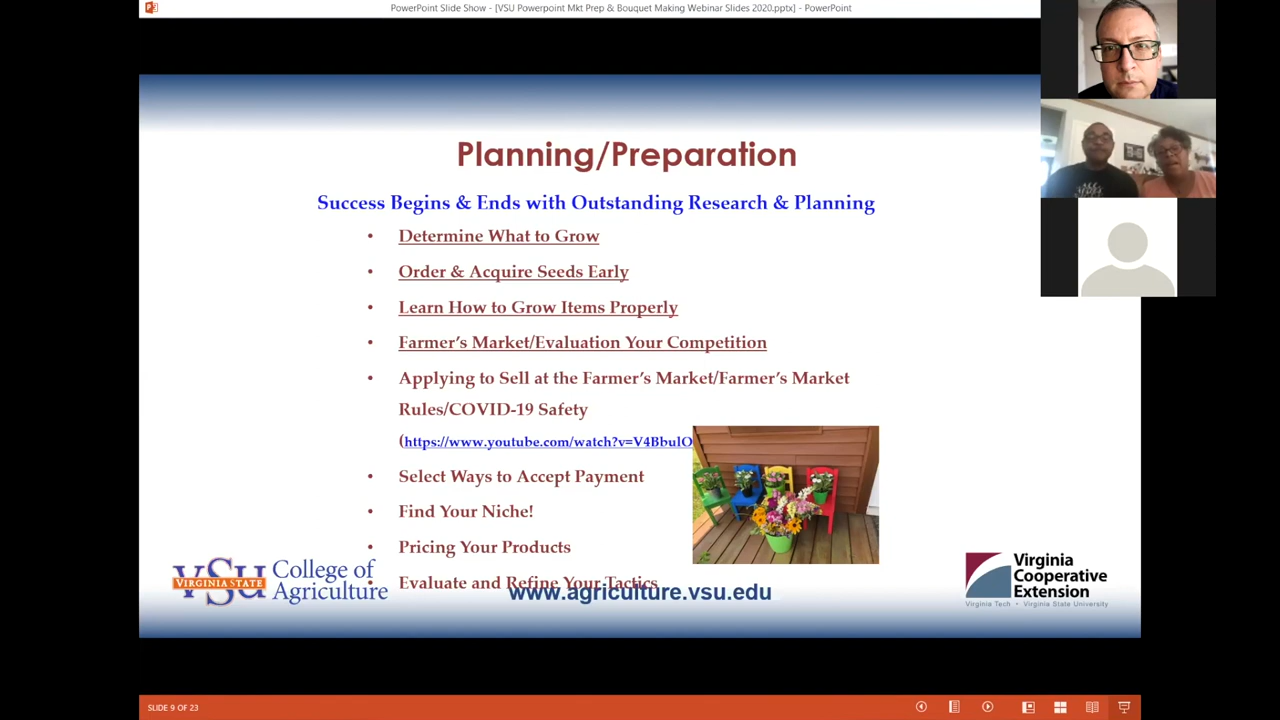 PowerPoint Slide Show - [VSU Powerpoint Mkt Prep & Bouquet Making Webinar Slides 2020.pptx] - PowerPoint
Planning/Preparation
Success Begins & Ends with Outstanding Research & Planning
• Determine What to Grow
• Order & Acquire Seeds Early
• Learn How to Grow Items Properly
• Farmer’s Market/Evaluation Your Competition
• Applying to Sell at the Farmer’s Market/Farmer’s Market
Rules/COVID-19 Safety
(https://www.youtube.com/watch?v=V4BbulO
• Select Ways to Accept Payment
• Find Your Niche!
• Pricing Your Products
• Evaluate and Refine Your Tactics
VSU
VIRGINIA STATE
College of
Agriculture
www.agriculture.vsu.edu
Virginia
Cooperative
Extension
Virginia Tech • Virginia State University
SLIDE 9 OF 23